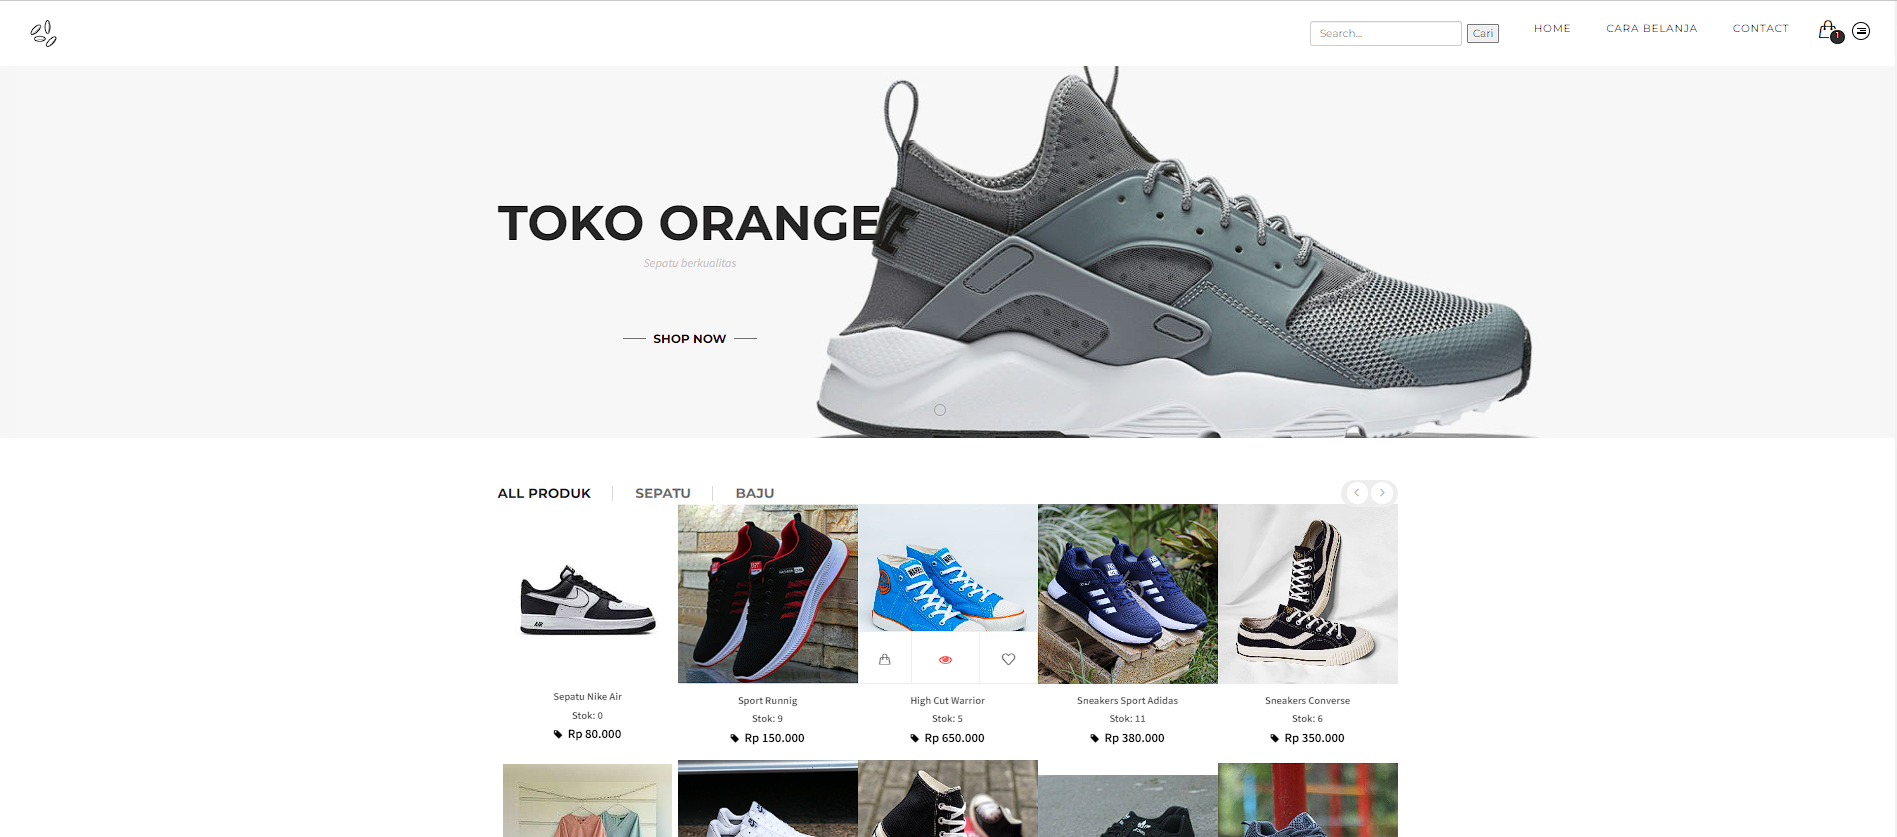 Search...
Cari
HOME
CARA BELANJA
CONTACT
1
TOKO ORANGE
Sepatu berkualitas
SHOP NOW
ALL PRODUK
SEPATU
BAJU
AIR
Sepatu Nike Air
Stok: 0
Rp 80.000
Sport Runnig
Stok: 9
Rp 150.000
High Cut Warrior
Stok: 5
Rp 650.000
Sneakers Sport Adidas
Stok: 11
Rp 380.000
Sneakers Converse
Stok: 6
Rp 350.000